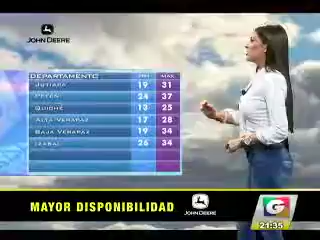 JOHN DEERE
DEPARTAMENTO MIN MAX
JUTIAPA 19 31
PETÉN 24 37
QUICHÉ 13 25
ALTA VERAPAZ 17 28
BAJA VERAPAZ 19 34
IZABAL 26 34
MAYOR DISPONIBILIDAD JOHN DEERE
G
21:35